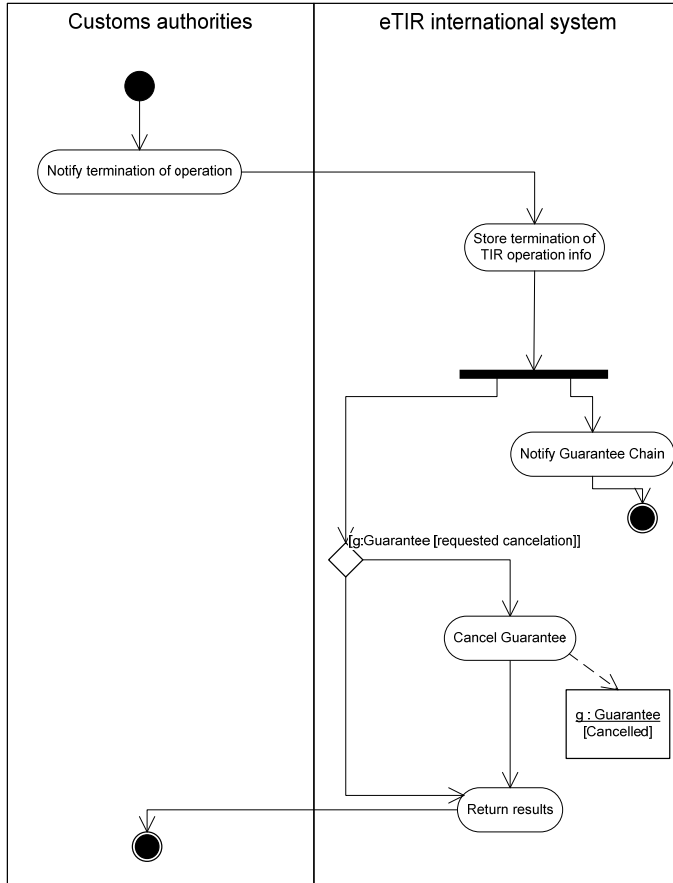 Customs authorities
eTIR international system
Notify termination of operation
Store termination of
TIR operation info
Notify Guarantee Chain
[g:Guarantee [requested cancelation]]
Cancel Guarantee
g : Guarantee
[Cancelled]
Return results